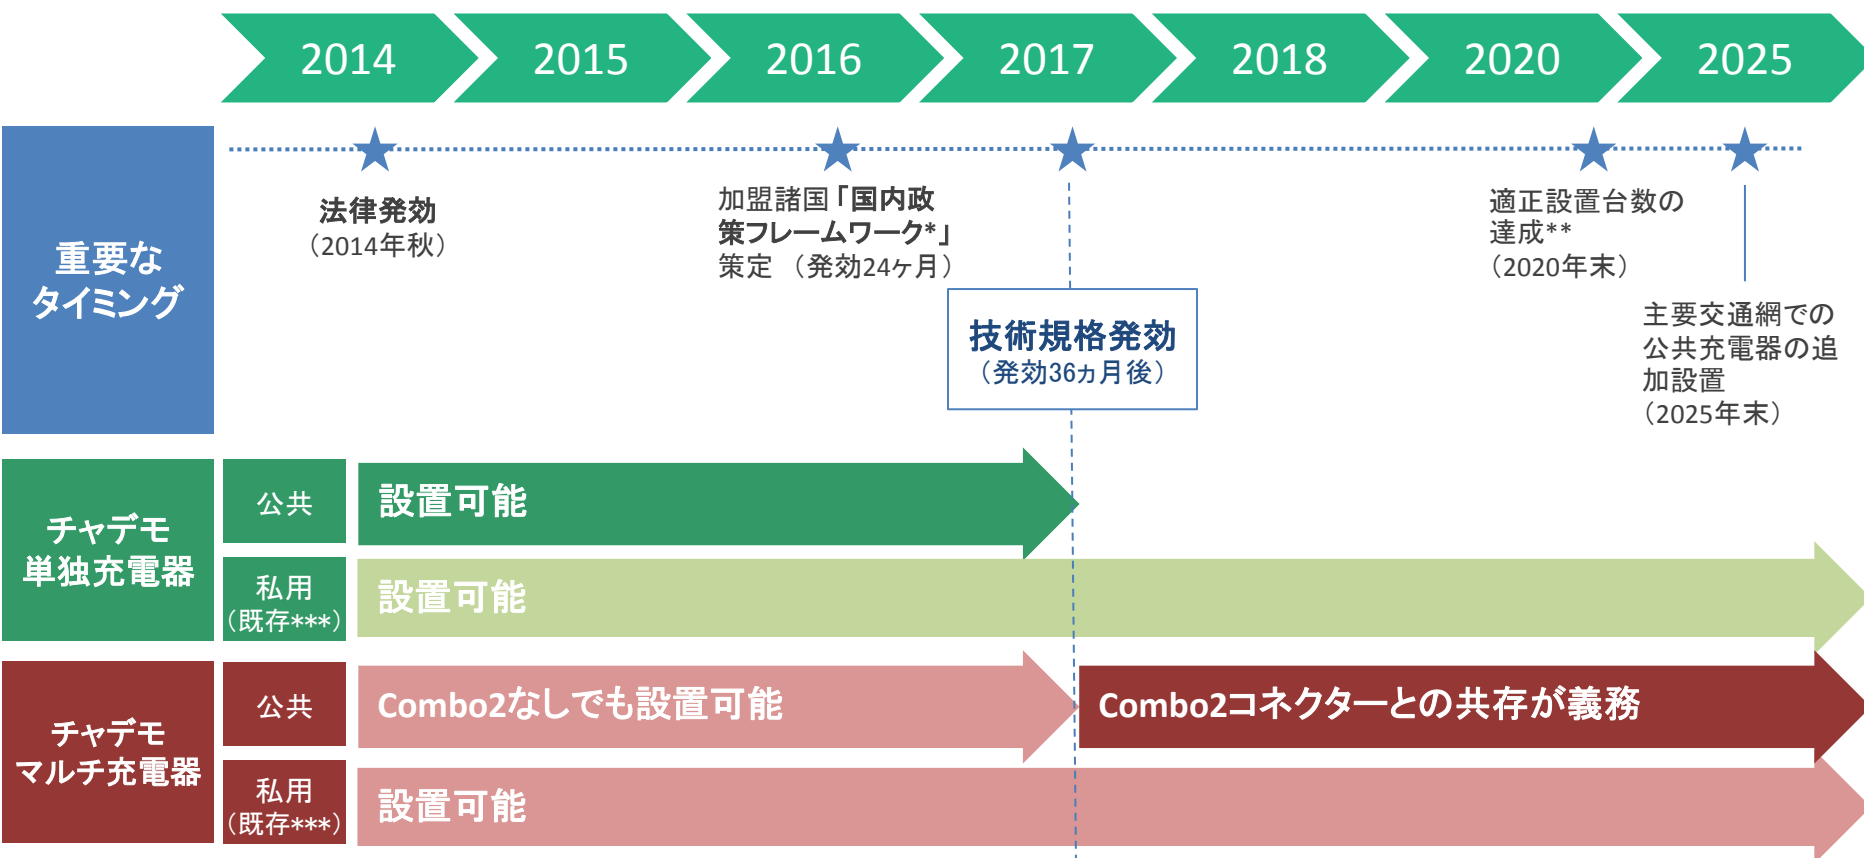 2014
2015
2016
2017
2018
2020
2025
重要な
タイミング
法律発効
（2014年秋）
加盟諸国「国内政
策フレームワーク*」
策定 （発効24ヶ月）
技術規格発効
（発効36ヵ月後）
適正設置台数の
達成**
（2020年末）
主要交通網での
公共充電器の追
加設置
（2025年末）
チャデモ
単独充電器
公共
設置可能
私用
（既存***）
設置可能
チャデモ
マルチ充電器
公共
Combo2なしでも設置可能
Combo2コネクターとの共存が義務
私用
（既存***）
設置可能